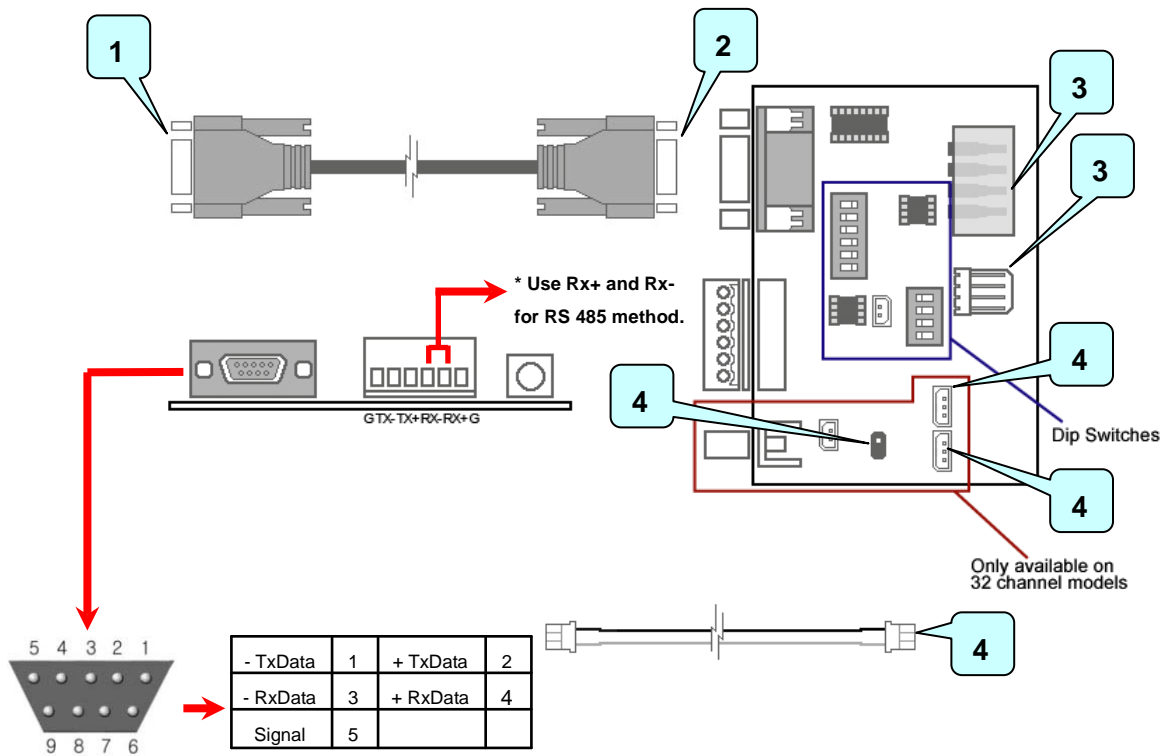 1
2
3
3
* Use Rx+ and Rx-
for RS 485 method.
4
4
GTX-TX+RX-RX+G
Dip Switches
4
Only available on
32 channel models
4
5 4 3 2 1
- TxData 1 + TxData 2
- RxData 3 + RxData 4
Signal 5
9 8 7 6